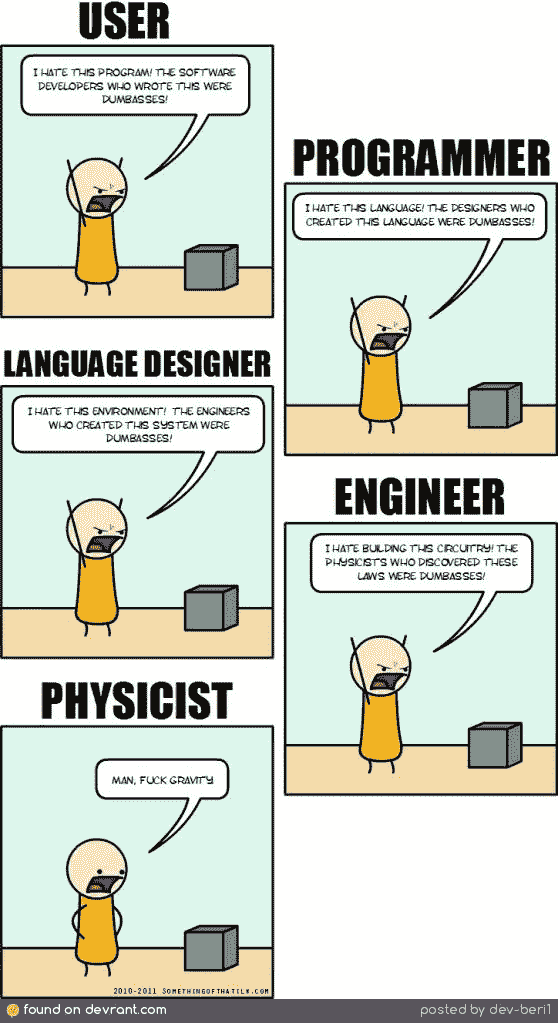 USER
I HATE THIS PROGRAM! THE SOFTWARE
DEVELOPERS WHO WROTE THIS WERE
DUMBASSES!
PROGRAMMER
I HATE THIS LANGUAGE! THE DESIGNERS WHO
CREATED THIS LANGUAGE WERE DUMBASSES!
LANGUAGE DESIGNER
I HATE THIS ENVIRONMENT! THE ENGINEERS
WHO CREATED THIS SYSTEM WERE
DUMBASSES!
ENGINEER
I HATE BUILDING THIS CIRCUITRY! THE
PHYSICISTS WHO DISCOVERED THESE
LAWS WERE DUMBASSES!
PHYSICIST
MAN, FUCK GRAVITY
2010-2011 SOMETHINGOFTHATILK.COM
found on devrant.com
posted by dev-beril1